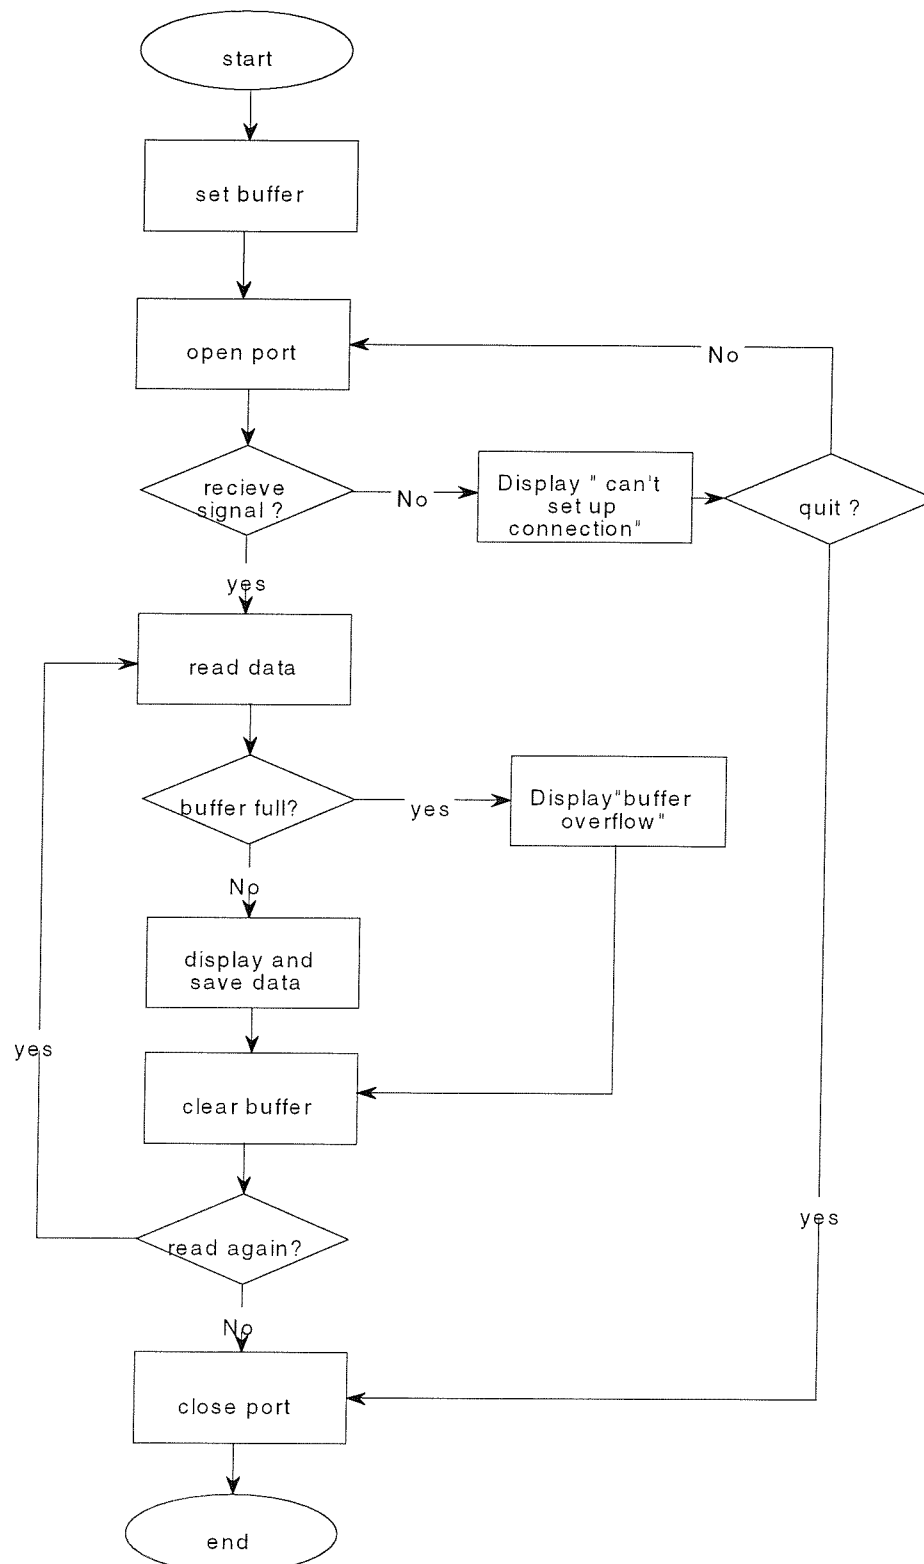 start
set buffer
open port
No
recieve
signal ?
No
Display " can't
set up
connection"
quit ?
yes
read data
buffer full?
yes
Display"buffer
overflow"
No
display and
save data
yes
clear buffer
yes
read again?
No
close port
end